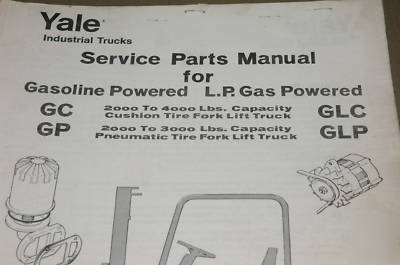 Yale
Industrial Trucks
Service Parts Manual
for
Gasoline Powered L.P. Gas Powered
GC 2000 To 4000 Lbs. Capacity GLC
Cushion Tire Fork Lift Truck
GP 2000 To 3000 Lbs. Capacity GLP
Pneumatic Tire Fork Lift Truck